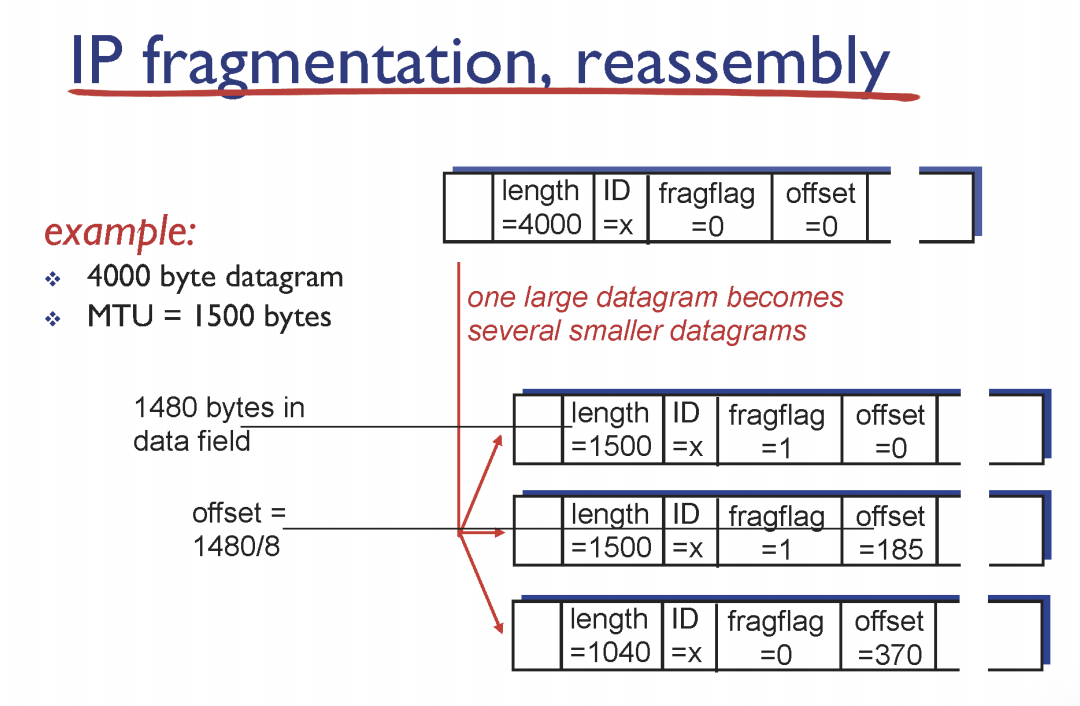 IP fragmentation, reassembly
length ID fragflag offset
=4000 =x =0 =0
example:
❖ 4000 byte datagram
❖ MTU = 1500 bytes
one large datagram becomes
several smaller datagrams
1480 bytes in
data field
length ID fragflag offset
=1500 =x =1 =0
offset =
1480/8
length ID fragflag offset
=1500 =x =1 =185
length ID fragflag offset
=1040 =x =0 =370